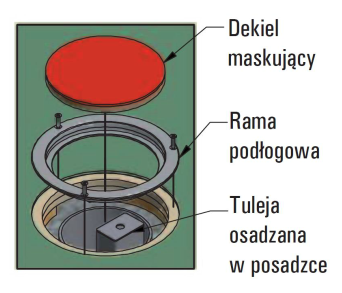 Dekiel
maskujący
Rama
podłogowa
Tuleja
osadzana
w posadzce